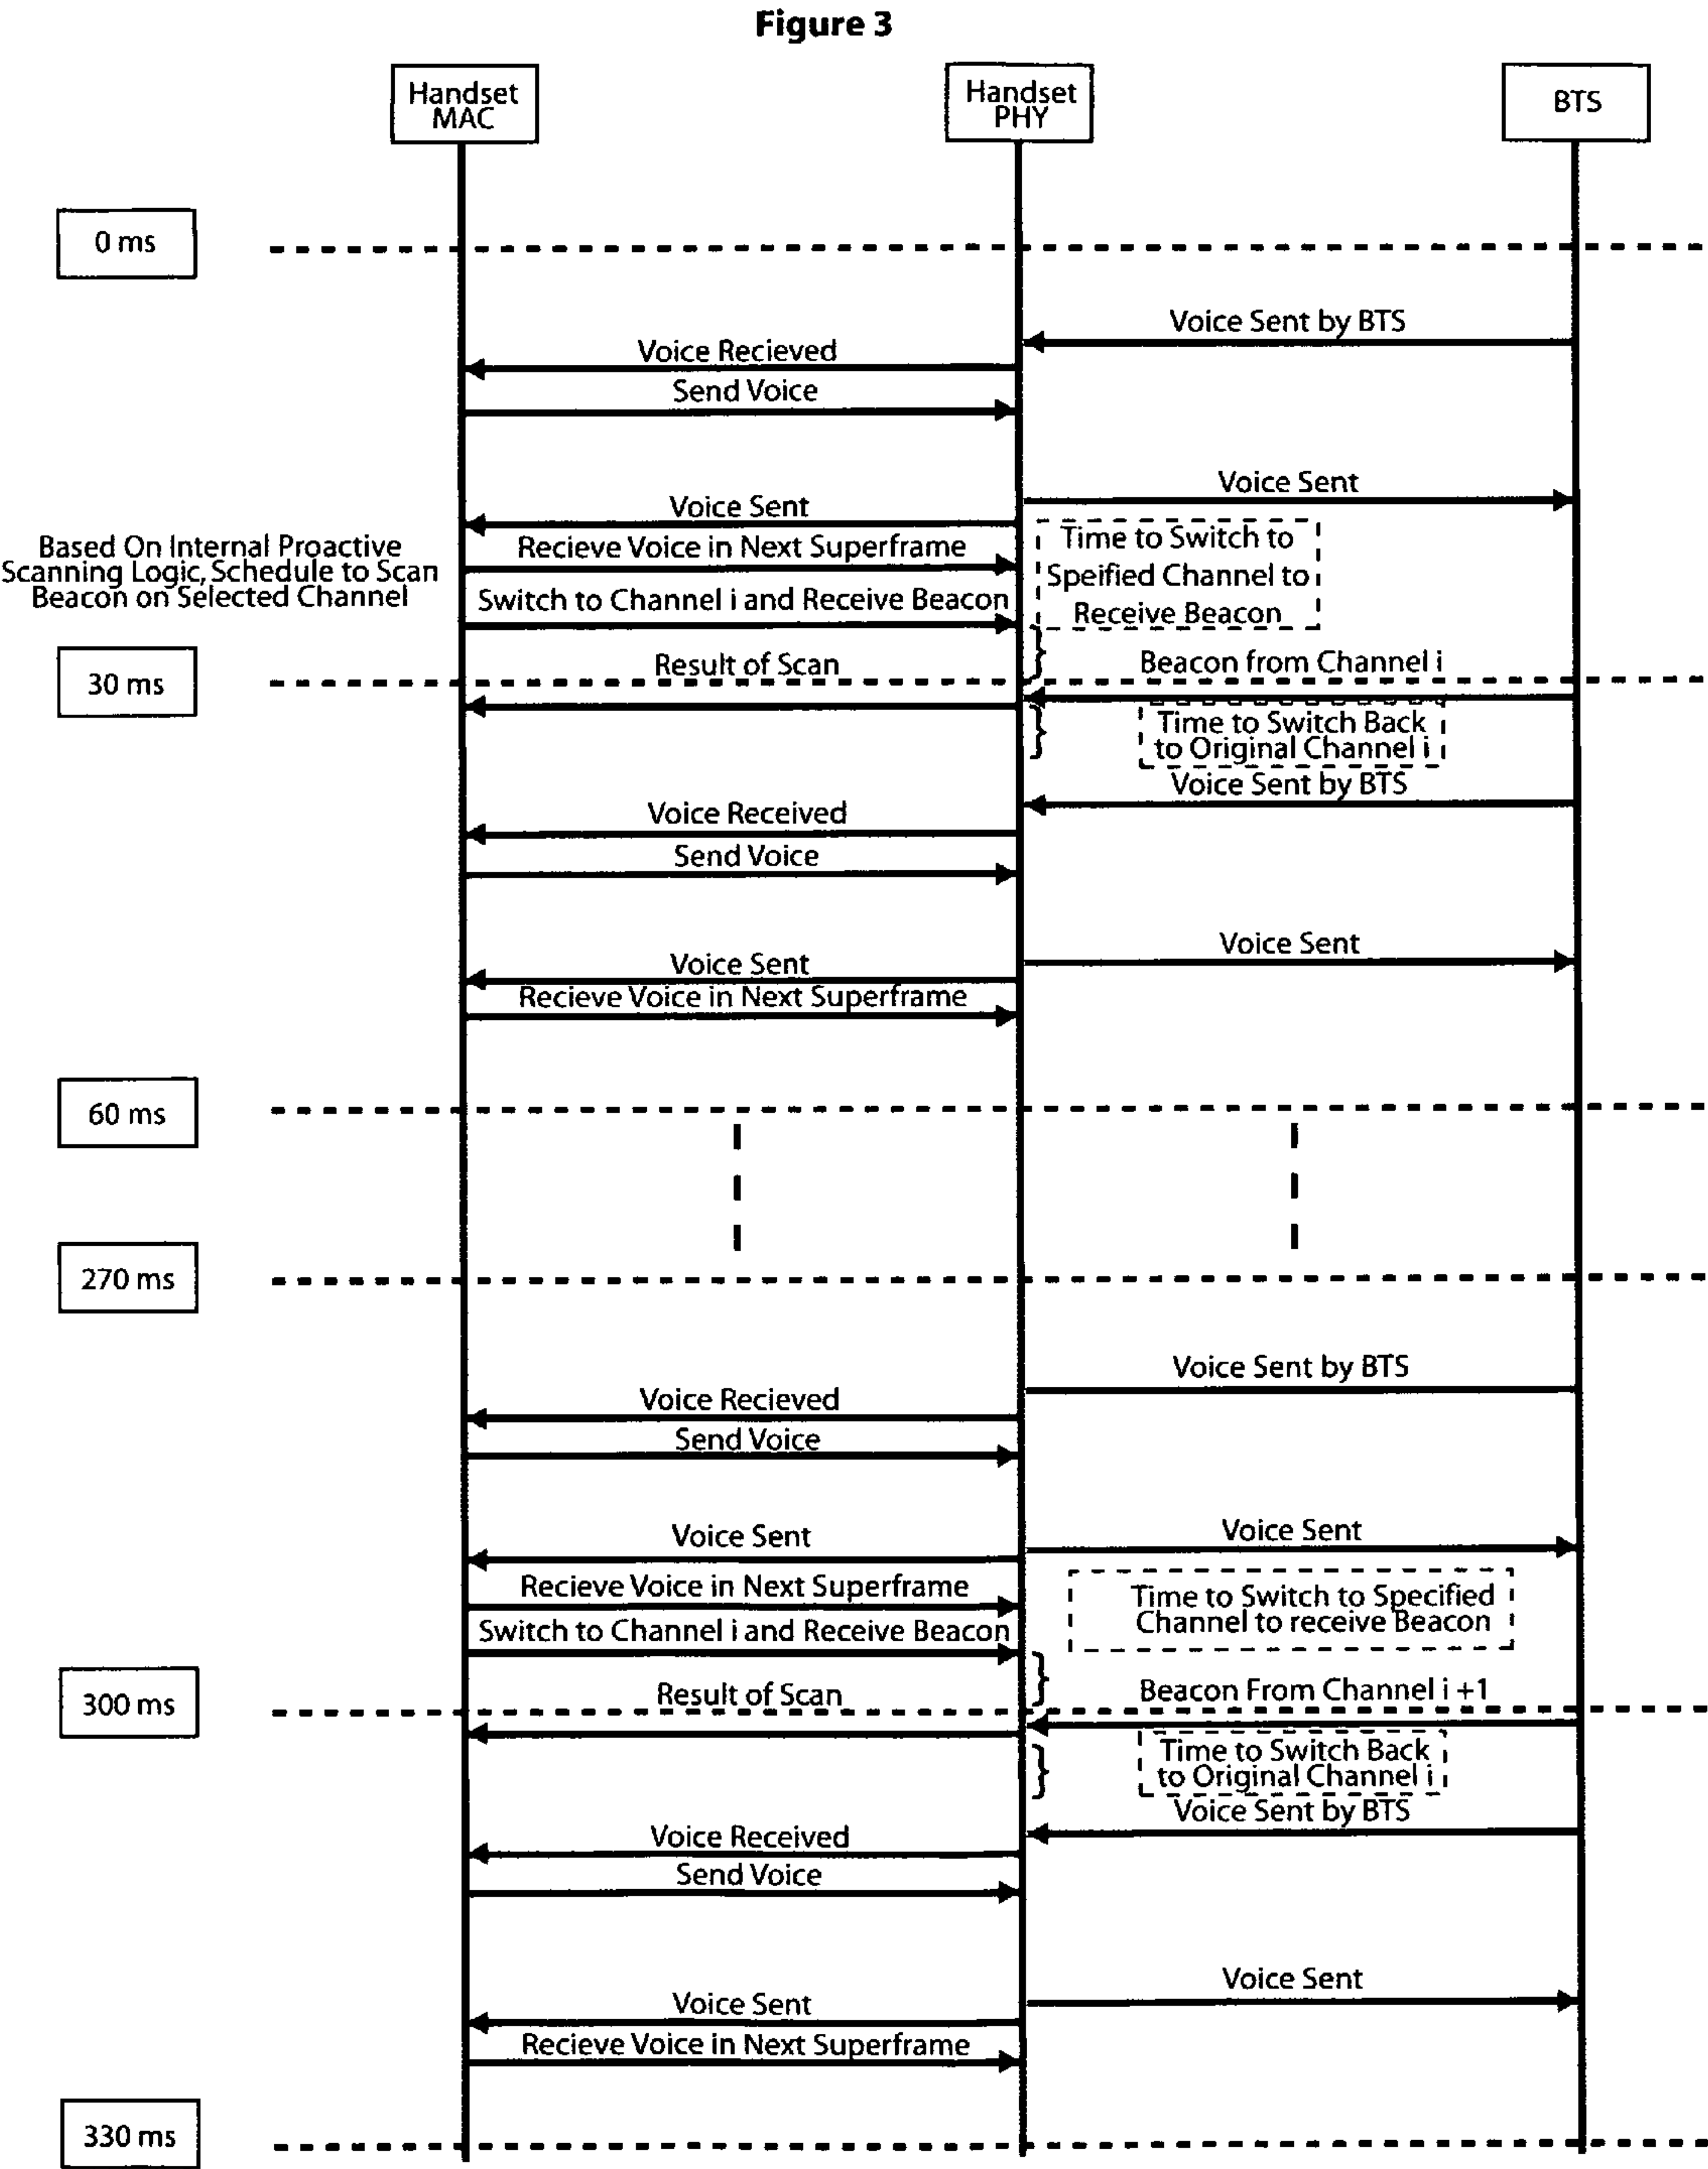 Figure 3
Handset
MAC
Handset
PHY
BTS
0 ms
Voice Sent by BTS
Voice Recieved
Send Voice
Voice Sent
Voice Sent
Based On Internal Proactive
Scanning Logic, Schedule to Scan
Beacon on Selected Channel
Recieve Voice in Next Superframe
Switch to Channel i and Receive Beacon
Time to Switch to
Speified Channel to
Receive Beacon
30 ms
Result of Scan
Beacon from Channel i
Time to Switch Back
to Original Channel i
Voice Sent by BTS
Voice Received
Send Voice
Voice Sent
Voice Sent
Recieve Voice in Next Superframe
60 ms
270 ms
Voice Sent by BTS
Voice Recieved
Send Voice
Voice Sent
Voice Sent
Recieve Voice in Next Superframe
Switch to Channel i and Receive Beacon
Time to Switch to Specified
Channel to receive Beacon
300 ms
Result of Scan
Beacon From Channel i +1
Time to Switch Back
to Original Channel i
Voice Sent by BTS
Voice Received
Send Voice
Voice Sent
Voice Sent
Recieve Voice in Next Superframe
330 ms